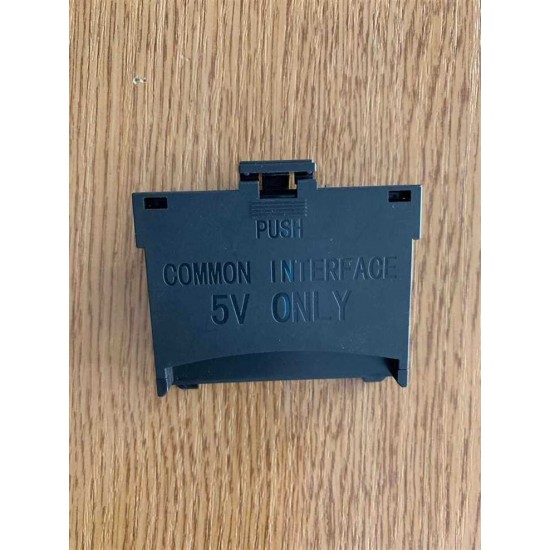 PUSH
COMMON INTERFACE
5V ONLY